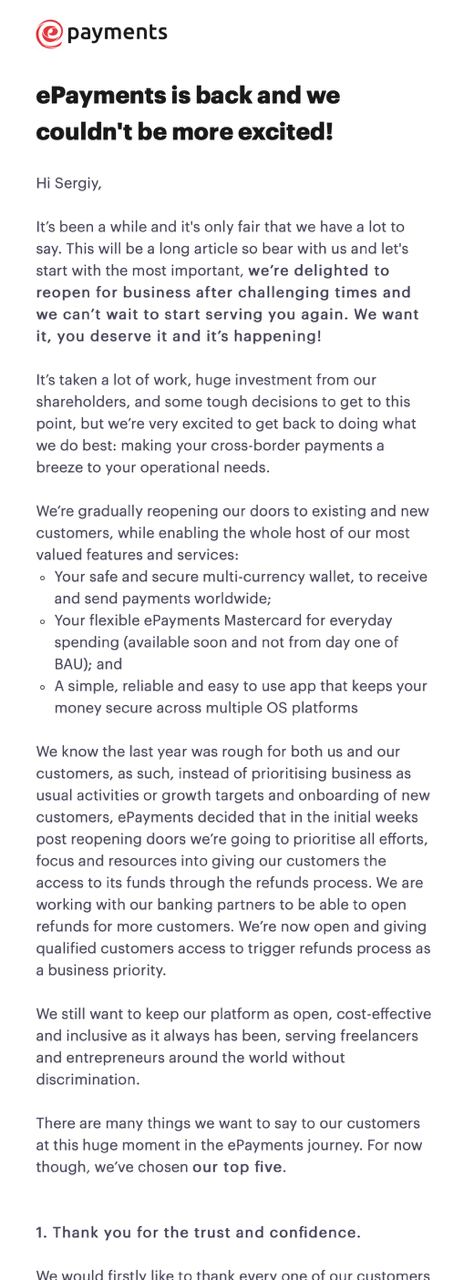 payments
ePayments is back and we
couldn't be more excited!
Hi Sergiy,
It’s been a while and it's only fair that we have a lot to
say. This will be a long article so bear with us and let's
start with the most important, we’re delighted to
reopen for business after challenging times and
we can’t wait to start serving you again. We want
it, you deserve it and it’s happening!
It’s taken a lot of work, huge investment from our
shareholders, and some tough decisions to get to this
point, but we’re very excited to get back to doing what
we do best: making your cross-border payments a
breeze to your operational needs.
We’re gradually reopening our doors to existing and new
customers, while enabling the whole host of our most
valued features and services:
Your safe and secure multi-currency wallet, to receive
and send payments worldwide;
Your flexible ePayments Mastercard for everyday
spending (available soon and not from day one of
BAU); and
A simple, reliable and easy to use app that keeps your
money secure across multiple OS platforms
We know the last year was rough for both us and our
customers, as such, instead of prioritising business as
usual activities or growth targets and onboarding of new
customers, ePayments decided that in the initial weeks
post reopening doors we’re going to prioritise all efforts,
focus and resources into giving our customers the
access to its funds through the refunds process. We are
working with our banking partners to be able to open
refunds for more customers. We’re now open and giving
qualified customers access to trigger refunds process as
a business priority.
We still want to keep our platform as open, cost-effective
and inclusive as it always has been, serving freelancers
and entrepreneurs around the world without
discrimination.
There are many things we want to say to our customers
at this huge moment in the ePayments journey. For now
though, we’ve chosen our top five.
1. Thank you for the trust and confidence.
We would firstly like to thank every one of our customers